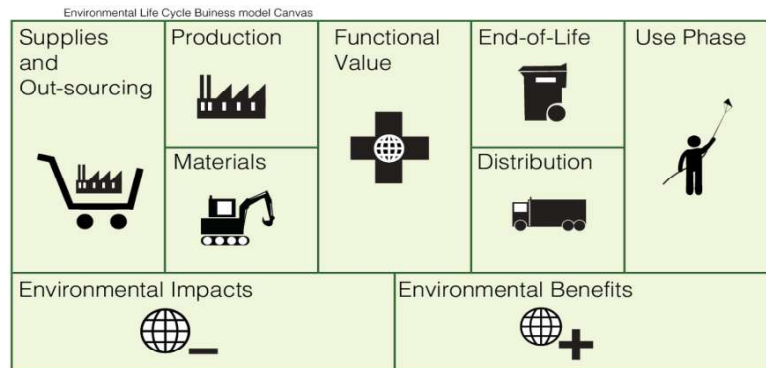 Environmental Life Cycle Buiness model Canvas
Supplies
and
Out-sourcing
Production
Materials
Functional
Value
End-of-Life
Distribution
Use Phase
Environmental Impacts
Environmental Benefits